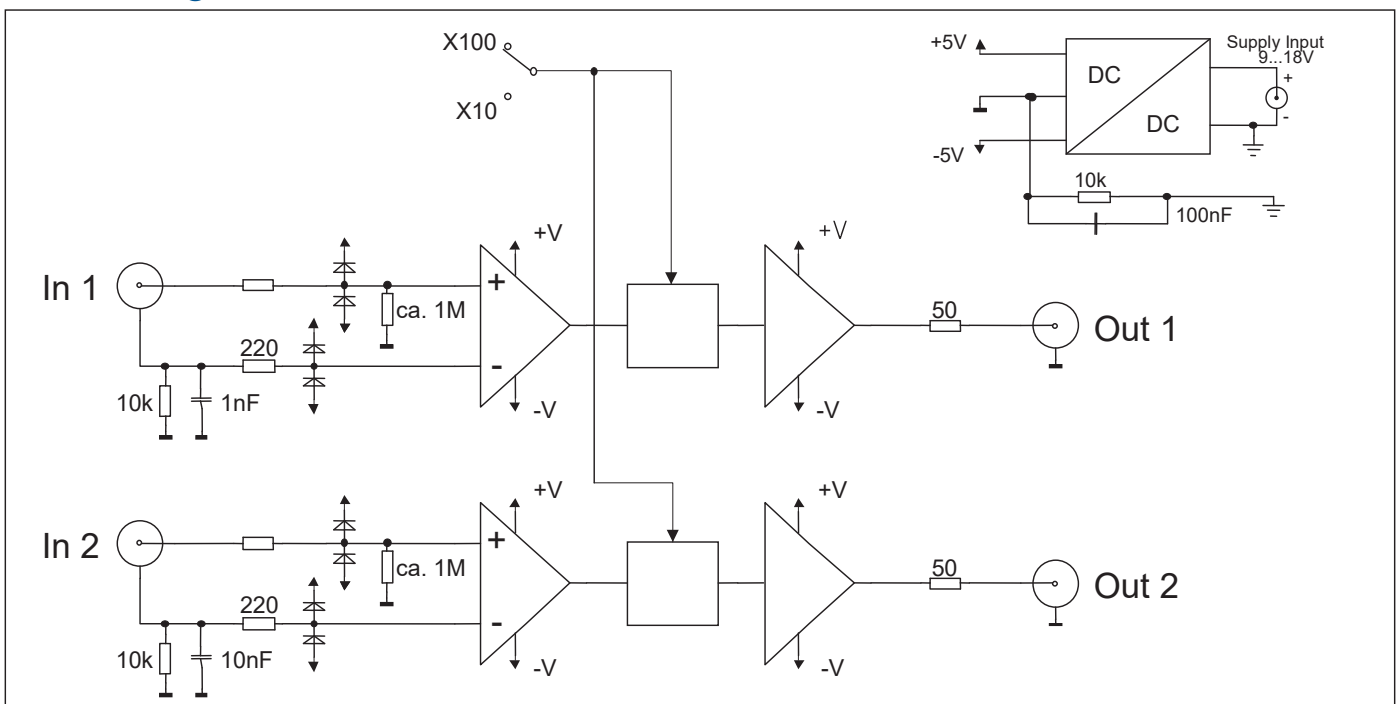 X100
X10
+5V
-5V
DC
DC
Supply Input
9...18V
+
-
10k
100nF
In 1
220
10k
1nF
ca. 1M
+
-
+V
-V
+V
-V
50
Out 1
In 2
220
10k
10nF
ca. 1M
+
-
+V
-V
+V
-V
50
Out 2